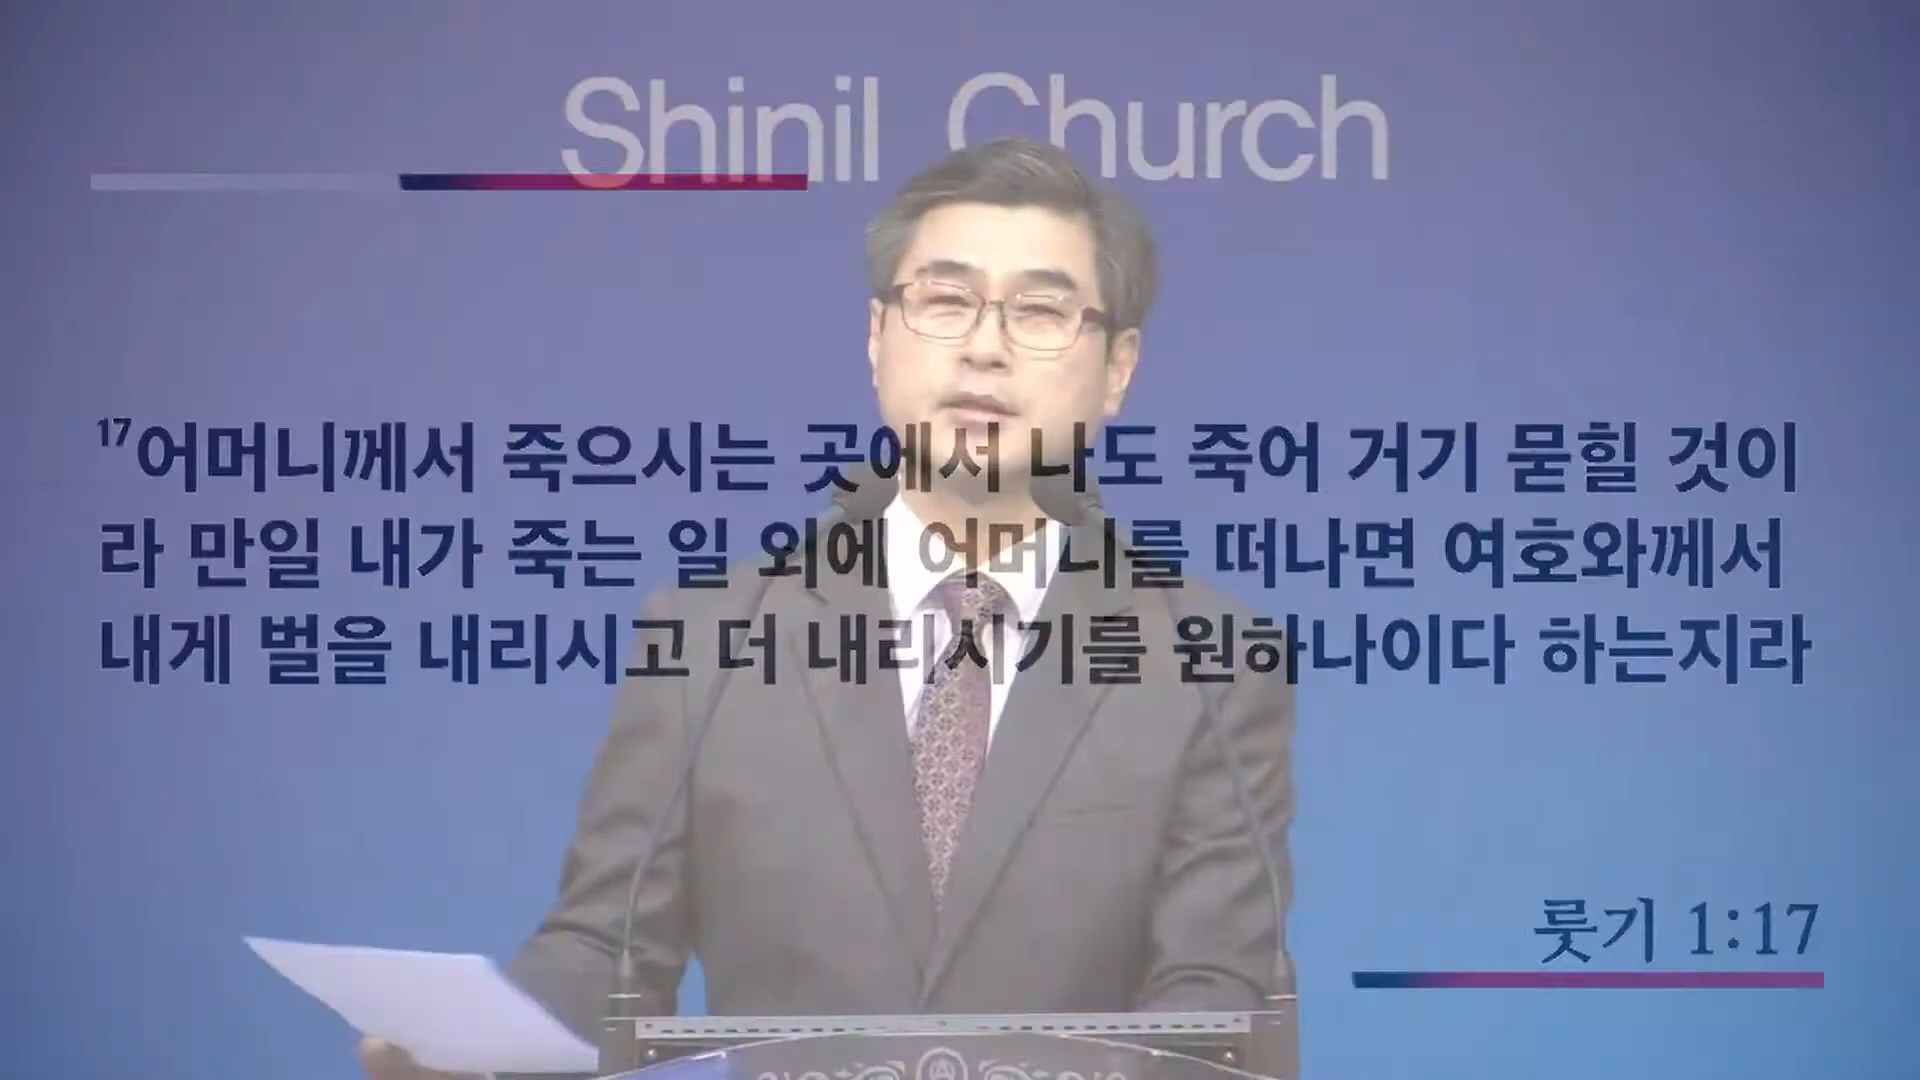 Shinil Church
17어머니께서 죽으시는 곳에서 나도 죽어 거기 묻힐 것이
라 만일 내가 죽는 일 외에 어머니를 떠나면 여호와께서
내게 벌을 내리시고 더 내리시기를 원하나이다 하는지라
룻기 1:17